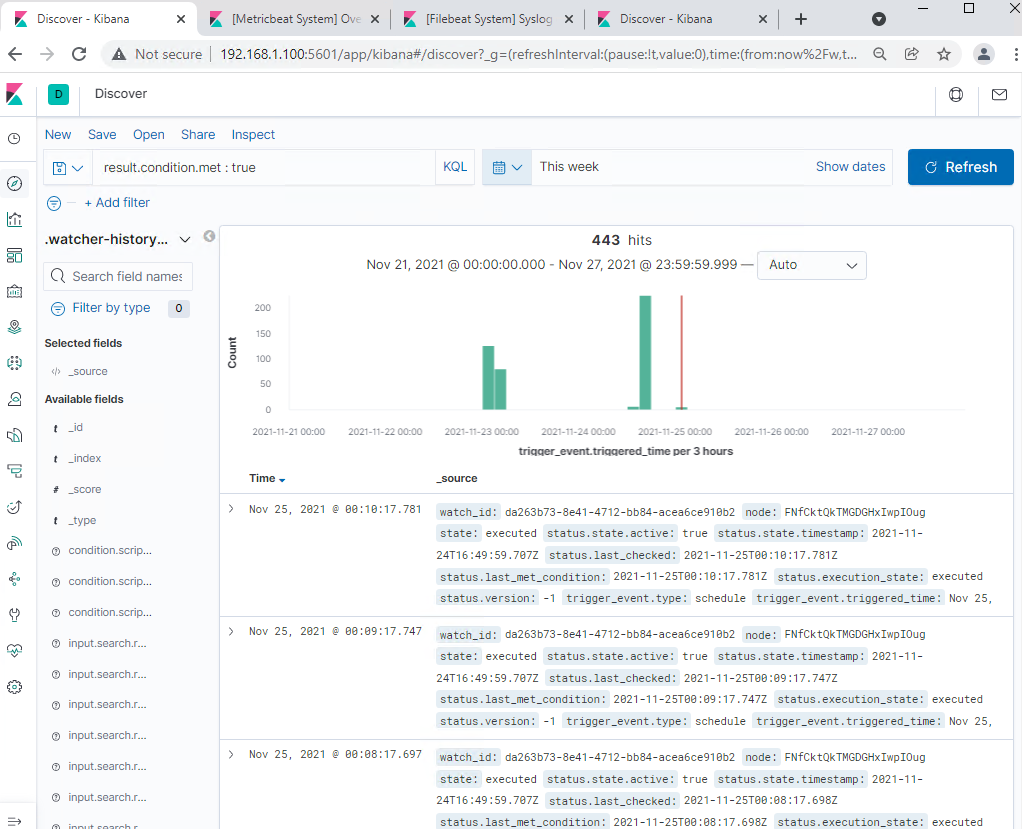 Discover - Kibana
[Metricbeat System] Ove
[Filebeat System] Syslog
Discover - Kibana
Not secure
192.168.1.100:5601/app/kibana#/discover?_g=(refreshInterval:(pause:!t,value:0),time:(from:now%2Fw,t...
D
Discover
New Save Open Share Inspect
result.condition.met : true
KQL
This week
Show dates
Refresh
+ Add filter
.watcher-history...
Search field names
Filter by type 0
Selected fields
_source
Available fields
t _id
t _index
# _score
t _type
condition.scrip...
condition.scrip...
condition.scrip...
input.search.r...
input.search.r...
input.search.r...
input.search.r...
input.search.r...
input.search.r...
input.search.r...
443 hits
Nov 21, 2021 @ 00:00:00.000 - Nov 27, 2021 @ 23:59:59.999 —
Auto
Count
200
150
100
50
0
2021-11-21 00:00 2021-11-22 00:00 2021-11-23 00:00 2021-11-24 00:00 2021-11-25 00:00 2021-11-26 00:00 2021-11-27 00:00
trigger_event.triggered_time per 3 hours
Time _source
Nov 25, 2021 @ 00:10:17.781
watch_id: da263b73-8e41-4712-bb84-acea6ce910b2 node: FNfCktQkTMGDGHxIwpIOug
state: executed status.state.active: true status.state.timestamp: 2021-11-
24T16:49:59.707Z status.last_checked: 2021-11-25T00:10:17.781Z
status.last_met_condition: 2021-11-25T00:10:17.781Z status.execution_state: executed
status.version: -1 trigger_event.type: schedule trigger_event.triggered_time: Nov 25,
Nov 25, 2021 @ 00:09:17.747
watch_id: da263b73-8e41-4712-bb84-acea6ce910b2 node: FNfCktQkTMGDGHxIwpIOug
state: executed status.state.active: true status.state.timestamp: 2021-11-
24T16:49:59.707Z status.last_checked: 2021-11-25T00:09:17.747Z
status.last_met_condition: 2021-11-25T00:09:17.747Z status.execution_state: executed
status.version: -1 trigger_event.type: schedule trigger_event.triggered_time: Nov 25,
Nov 25, 2021 @ 00:08:17.697
watch_id: da263b73-8e41-4712-bb84-acea6ce910b2 node: FNfCktQkTMGDGHxIwpIOug
state: executed status.state.active: true status.state.timestamp: 2021-11-
24T16:49:59.707Z status.last_checked: 2021-11-25T00:08:17.698Z
status.last_met_condition: 2021-11-25T00:08:17.698Z status.execution_state: executed